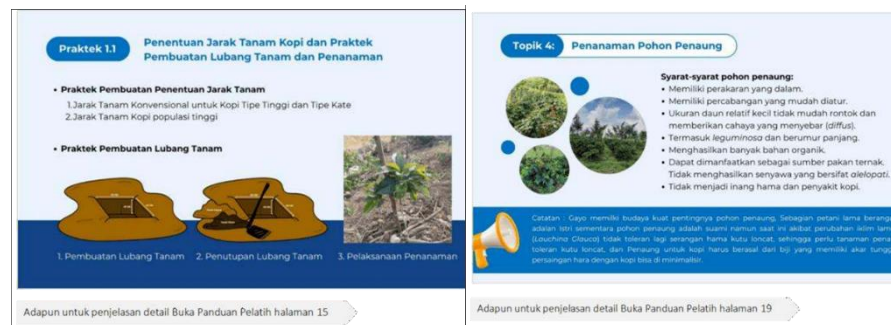 Praktek 1.1
Penentuan Jarak Tanam Kopi dan Praktek
Pembuatan Lubang Tanam dan Penanaman
• Praktek Pembuatan Penentuan Jarak Tanam
1.Jarak Tanam Konvensional untuk Kopi Tipe Tinggi dan Tipe Kate
2.Jarak Tanam Kopi populasi tinggi
• Praktek Pembuatan Lubang Tanam
1. Pembuatan Lubang Tanam 2. Penutupan Lubang Tanam 3. Pelaksanaan Penanaman
Adapun untuk penjelasan detail Buka Panduan Pelatih halaman 15
Topik 4: Penanaman Pohon Penaung
Syarat-syarat pohon penaung:
• Memiliki perakaran yang dalam.
• Memiliki percabangan yang mudah diatur.
• Ukuran daun relatif kecil tidak mudah rontok dan
memberikan cahaya yang menyebar (diffus).
• Termasuk leguminosa dan berumur panjang.
• Menghasilkan banyak bahan organik.
• Dapat dimanfaatkan sebagai sumber pakan ternak.
Tidak menghasilkan senyawa yang bersifat alelopati.
• Tidak menjadi inang hama dan penyakit kopi.
Catatan : Gayo memilki budaya kuat pentingnya pohon penaung, Sebagian petani lama
adalan Istri sementara pohon penaung adalah suami namun saat ini akibat perubahan iklim
tidak toleran lagi serangan hama kutu loncat, sehingga perlu tanaman
toleran kutu loncat, dan Penaung untuk kopi harus berasal dari biji yang memiliki akar
persaingan hara dengan kopi bisa di minimalisir.
Adapun untuk penjelasan detail Buka Panduan Pelatih halaman 19